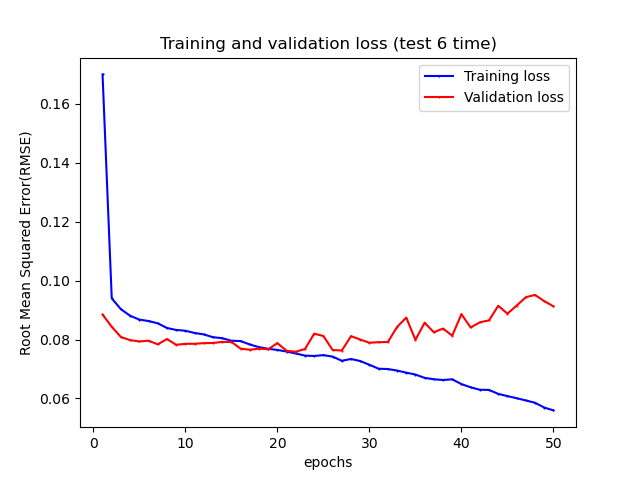 Training and validation loss (test 6 time)
Training loss
Validation loss
Root Mean Squared Error(RMSE)
0.16
0.14
0.12
0.10
0.08
0.06
0
10
20
30
40
50
epochs